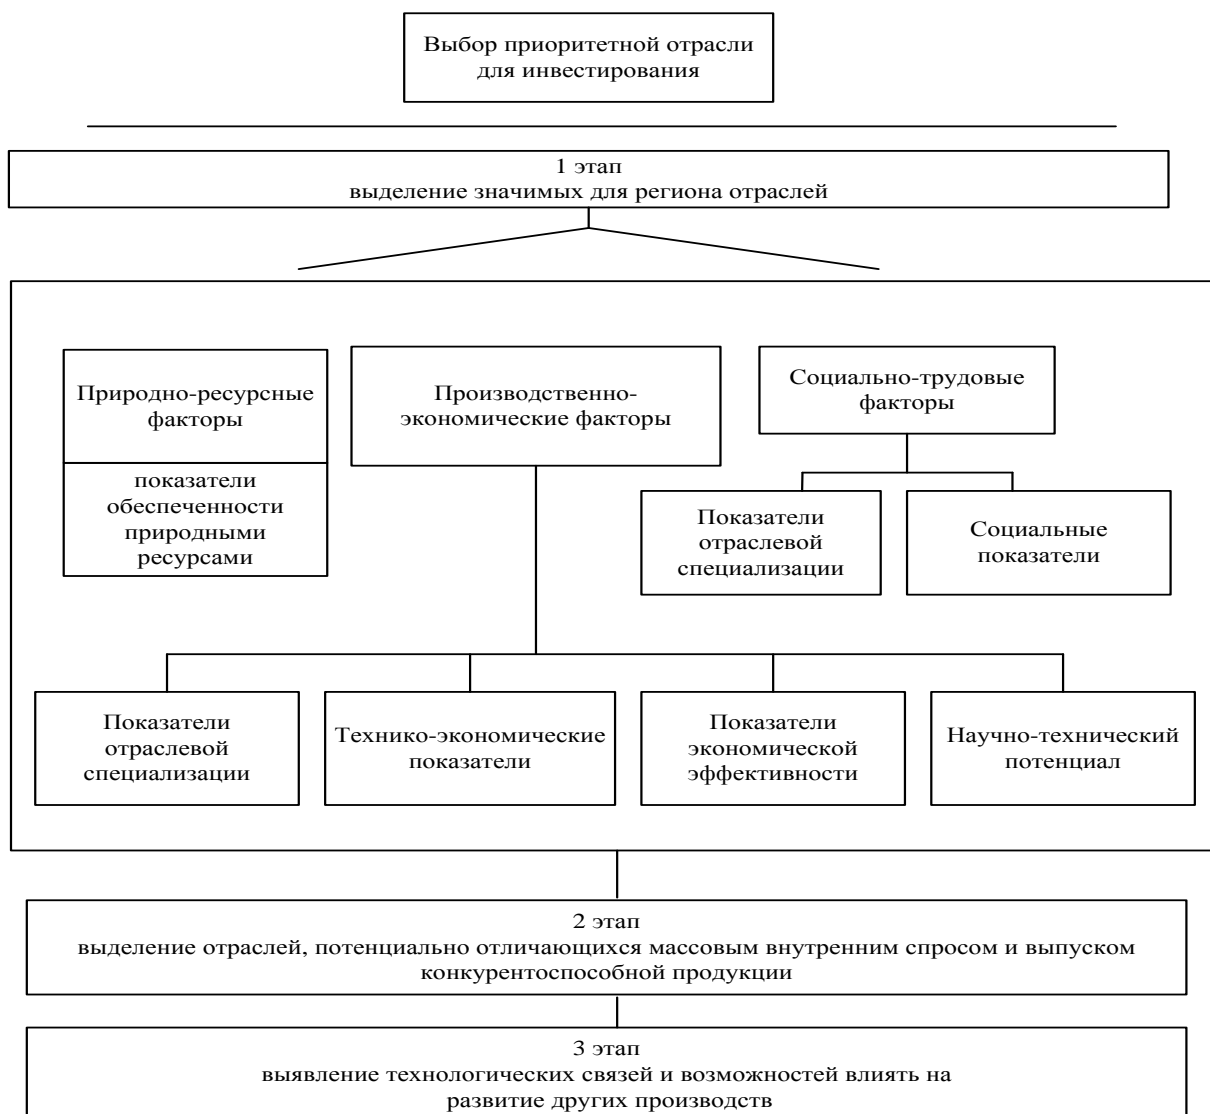 Выбор приоритетной отрасли
для инвестирования
1 этап
выделение значимых для региона отраслей
Природно-ресурсные
факторы
показатели
обеспеченности
природными
ресурсами
Производственно-
экономические факторы
Социально-трудовые
факторы
Показатели
отраслевой
специализации
Социальные
показатели
Показатели
отраслевой
специализации
Технико-экономические
показатели
Показатели
экономической
эффективности
Научно-технический
потенциал
2 этап
выделение отраслей, потенциально отличающихся массовым внутренним спросом и выпуском
конкурентоспособной продукции
3 этап
выявление технологических связей и возможностей влиять на
развитие других производств